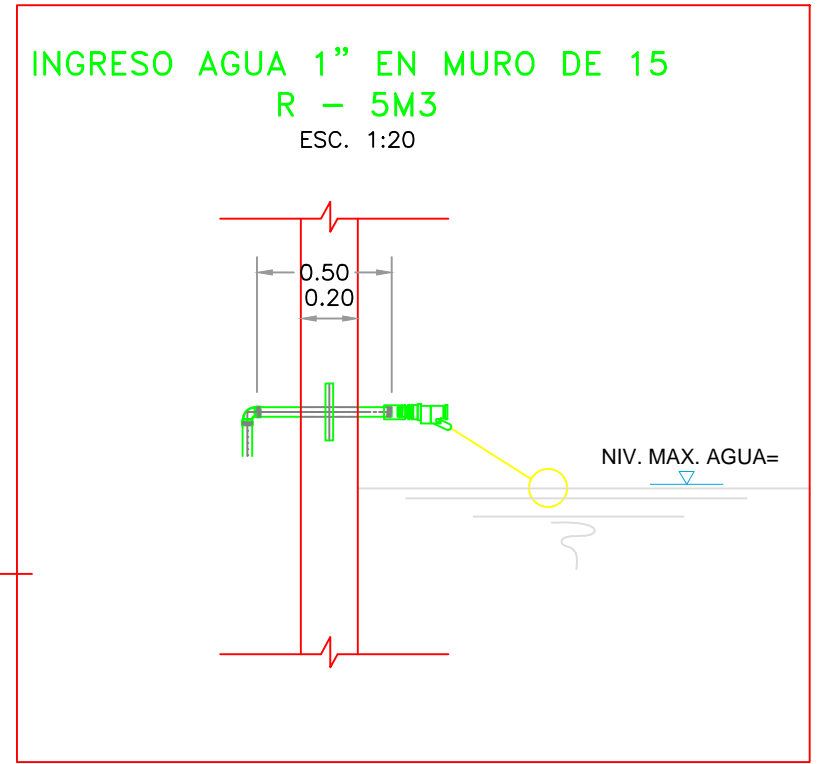 INGRESO AGUA 1” EN MURO DE 15
R – 5M3
ESC. 1:20
0.50
0.20
NIV. MAX. AGUA=